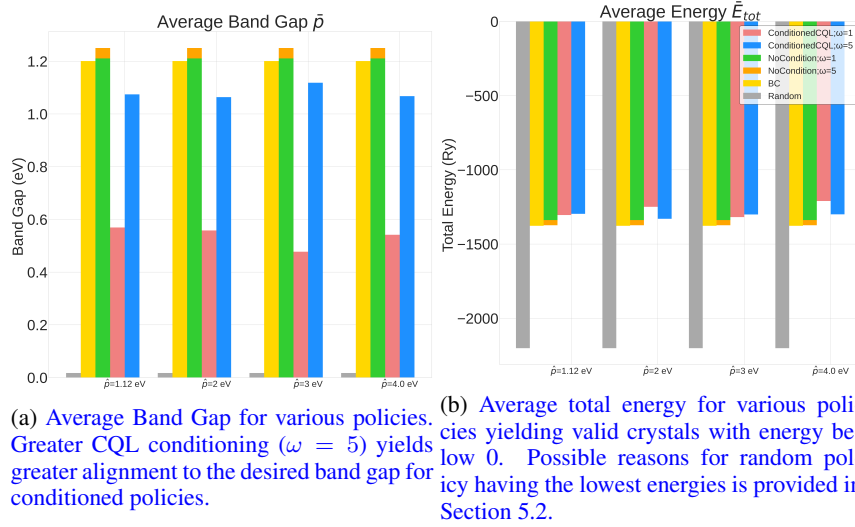 Average Band Gap p̄
Band Gap (eV)
1.2
1.0
0.8
0.6
0.4
0.2
0.0
p̂=1.12 eV
p̂=2 eV
p̂=3 eV
p̂=4.0 eV
(a) Average Band Gap for various policies.
Greater CQL conditioning (ω = 5) yields
greater alignment to the desired band gap for
conditioned policies.
Average Energy Ētot
Total Energy (Ry)
0
−500
−1000
−1500
−2000
ConditionedCQL;ω=1
ConditionedCQL;ω=5
NoCondition;ω=1
NoCondition;ω=5
BC
Random
p̂=1.12 eV
p̂=2 eV
p̂=3 eV
p̂=4.0 eV
(b) Average total energy for various poli-
cies yielding valid crystals with energy be-
low 0. Possible reasons for random pol-
icy having the lowest energies is provided in
Section 5.2.